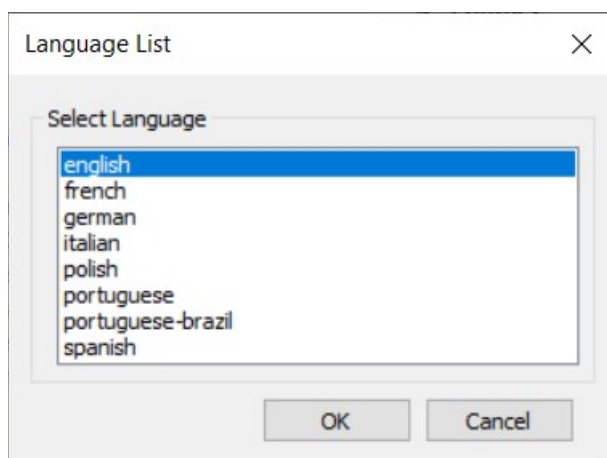 Language List
Select Language
english
french
german
italian
polish
portuguese
portuguese-brazil
spanish
OK
Cancel